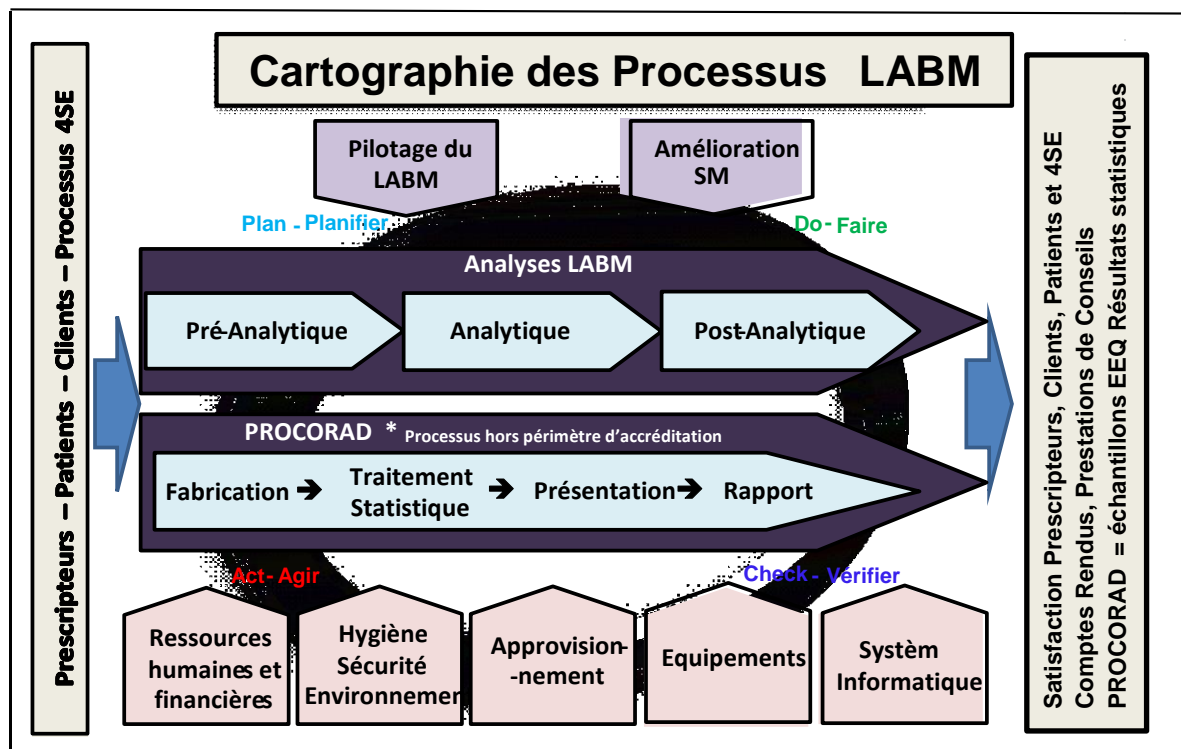 Cartographie des Processus LABM
Prescripteurs – Patients – Clients – Processus 4SE
Pilotage du
LABM
Amélioration
SM
Plan - Planifier
Do- Faire
Analyses LABM
Pré-Analytique
Analytique
Post-Analytique
PROCORAD * Processus hors périmètre d'accréditation
Fabrication ➔
Traitement
Statistique
➔ Présentation ➔ Rapport
Act- Agir
Check - Vérifier
Ressources
humaines et
financières
Hygiène
Sécurité
Environnemen
Approvision-
-nement
Equipements
Systèm
Informatique
Satisfaction Prescripteurs, Clients, Patients et 4SE
Comptes Rendus, Prestations de Conseils
PROCORAD = échantillons EEQ Résultats statistiques